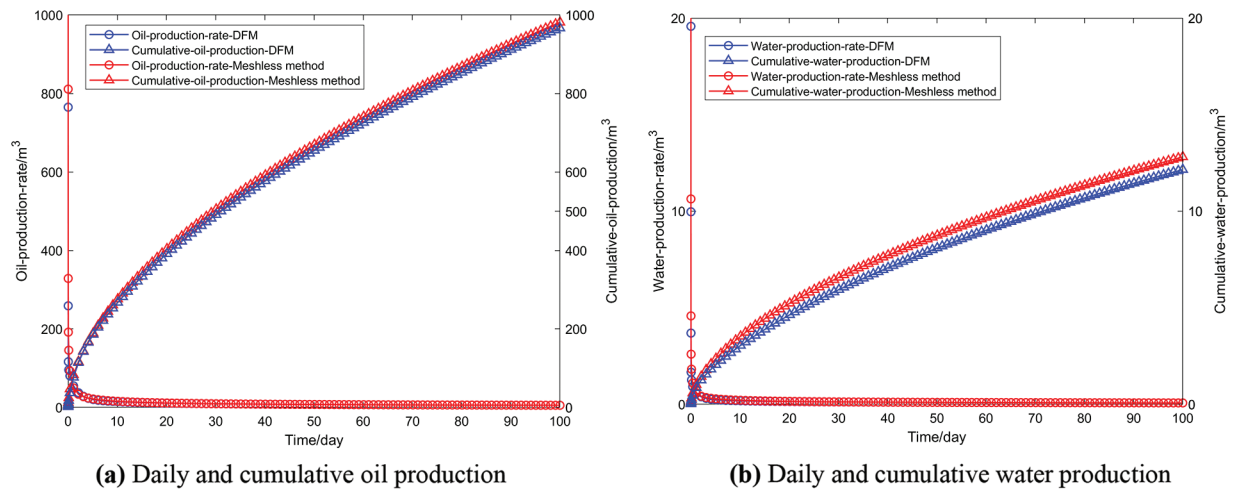 1000
800
600
400
200
0
Oil-production-rate/m³
Oil-production-rate-DFM
Cumulative-oil-production-DFM
Oil-production-rate-Meshless method
Cumulative-oil-production-Meshless method
1000
800
600
500
400
200
0
Cumulative-oil-production/m³
0 10 20 30 40 50 60 70 80 90 100
Time/day
(a) Daily and cumulative oil production
20
10
0
Water-production-rate/m³
Water-production-rate-DFM
Cumulative-water-production-DFM
Water-production-rate-Meshless method
Cumulative-water-production-Meshless method
20
10
0
Cumulative-water-production/m³
0 10 20 30 40 50 60 70 80 90 100
Time/day
(b) Daily and cumulative water production